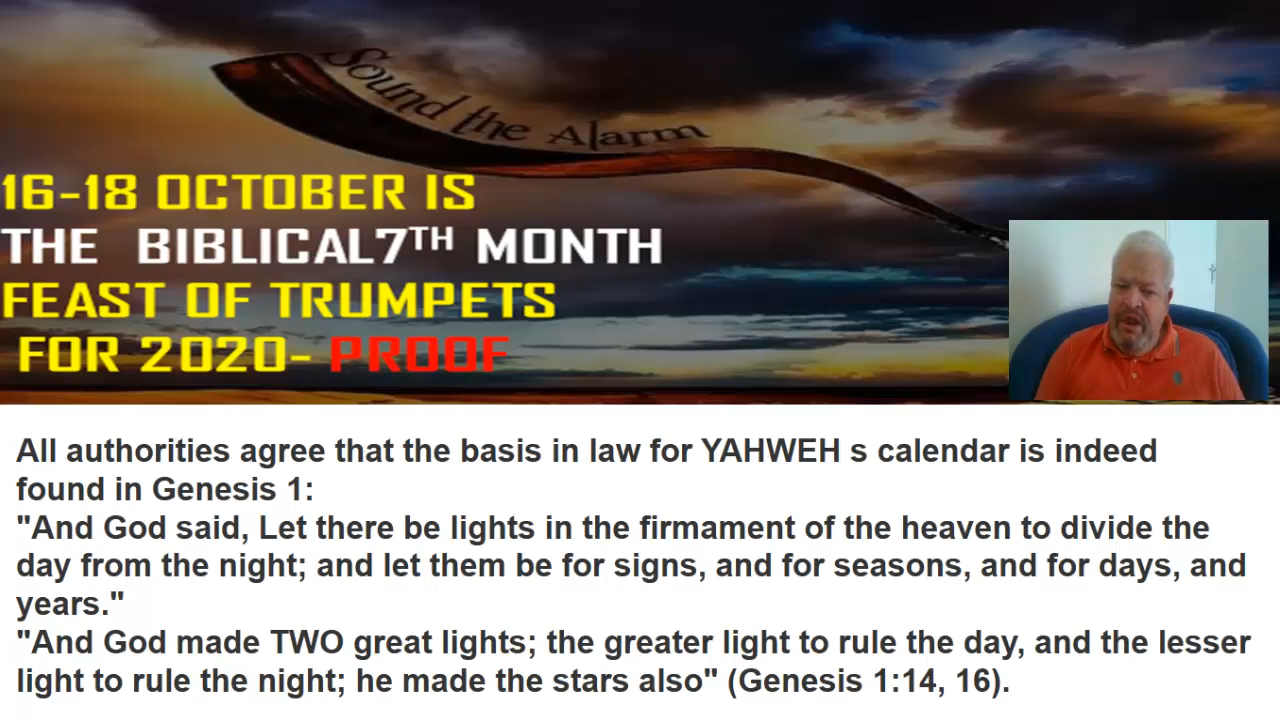 Sound the Alarm
16-18 OCTOBER IS
THE BIBLICAL7TH MONTH
FEAST OF TRUMPETS
FOR 2020- PROOF
All authorities agree that the basis in law for YAHWEH s calendar is indeed
found in Genesis 1:
"And God said, Let there be lights in the firmament of the heaven to divide the
day from the night; and let them be for signs, and for seasons, and for days, and
years."
"And God made TWO great lights; the greater light to rule the day, and the lesser
light to rule the night; he made the stars also" (Genesis 1:14, 16).